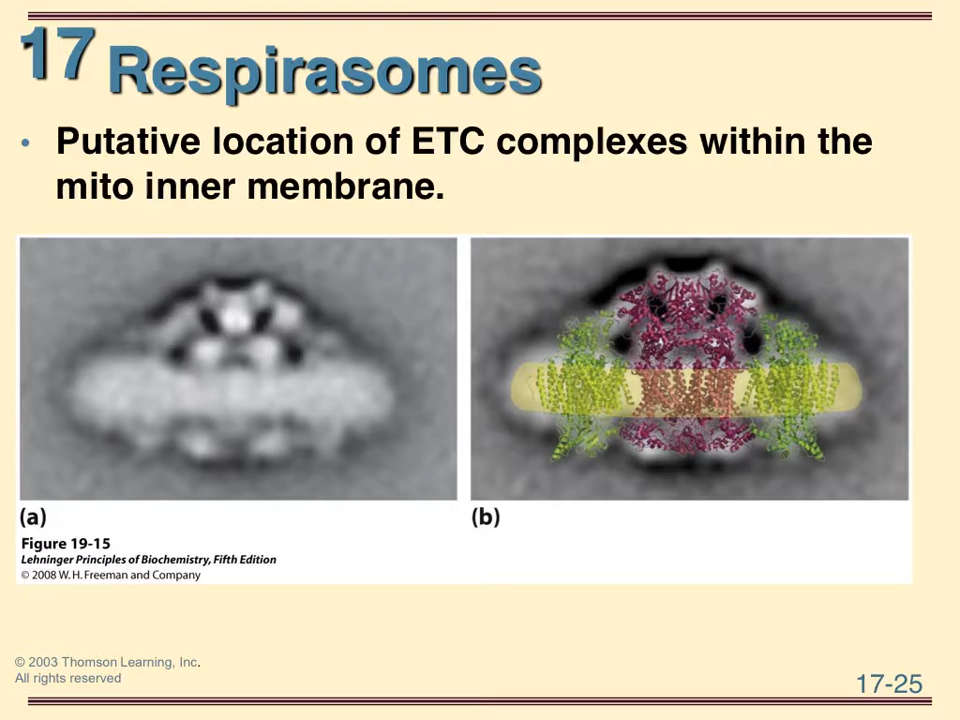 17 Respirasomes
• Putative location of ETC complexes within the
mito inner membrane.
(a)
(b)
Figure 19-15
Lehninger Principles of Biochemistry, Fifth Edition
© 2008 W. H. Freeman and Company
© 2003 Thomson Learning, Inc.
All rights reserved
17-25